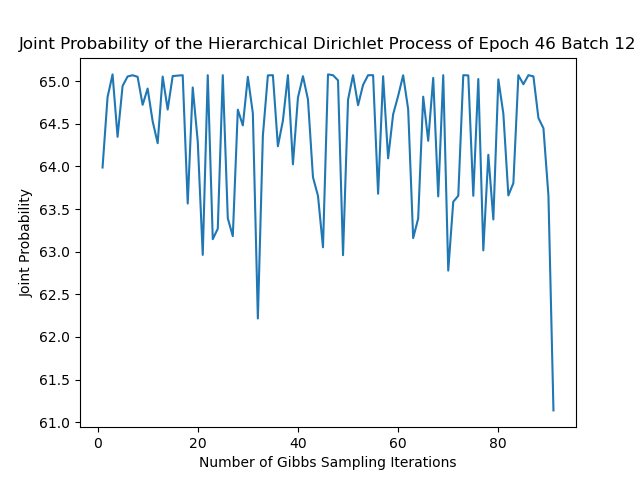 Joint Probability of the Hierarchical Dirichlet Process of Epoch 46 Batch 12
65.0
64.5
64.0
63.5
63.0
62.5
62.0
61.5
61.0
Joint Probability
0 20 40 60 80
Number of Gibbs Sampling Iterations